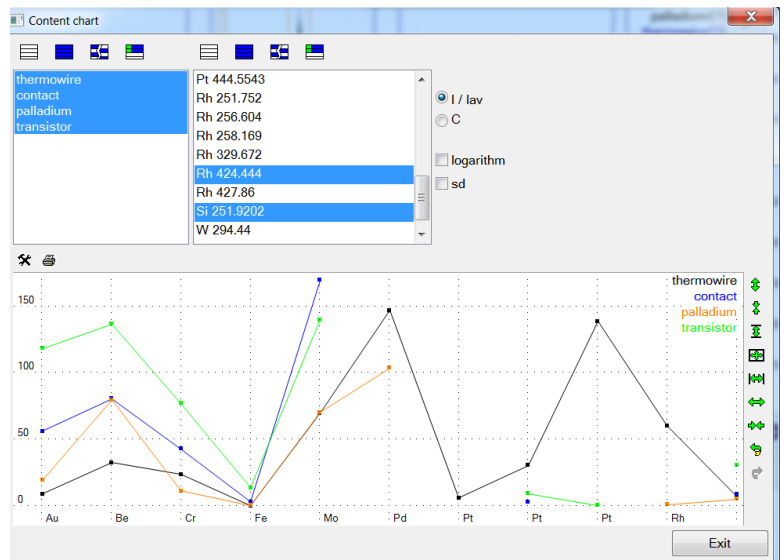 Content chart
thermowire
contact
palladium
transistor
Pt 444.5543
Rh 251.752
Rh 256.604
Rh 258.169
Rh 329.672
Rh 424.444
Rh 427.86
Si 251.9202
W 294.44
I / Iav
C
logarithm
sd
thermowire
contact
palladium
transistor
150
100
50
0
Au Be Cr Fe Mo Pd Pt Pt Pt Rh
Exit